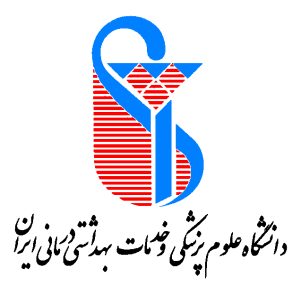 دانشگاه علوم پزشکی و خدمات بهداشتی درمانی ایران